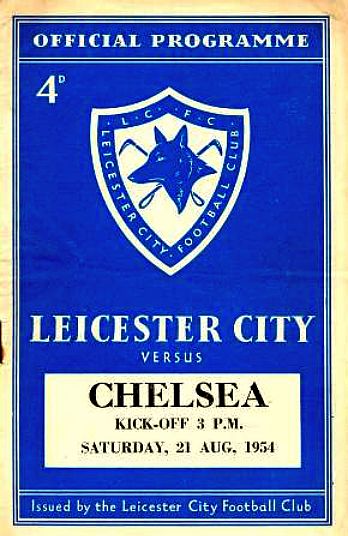 OFFICIAL PROGRAMME
4D
L·C·F·C
LEICESTER CITY FOOTBALL CLUB
LEICESTER CITY
VERSUS
CHELSEA
KICK-OFF 3 P.M.
SATURDAY, 21 AUG, 1954
Issued by the Leicester City Football Club